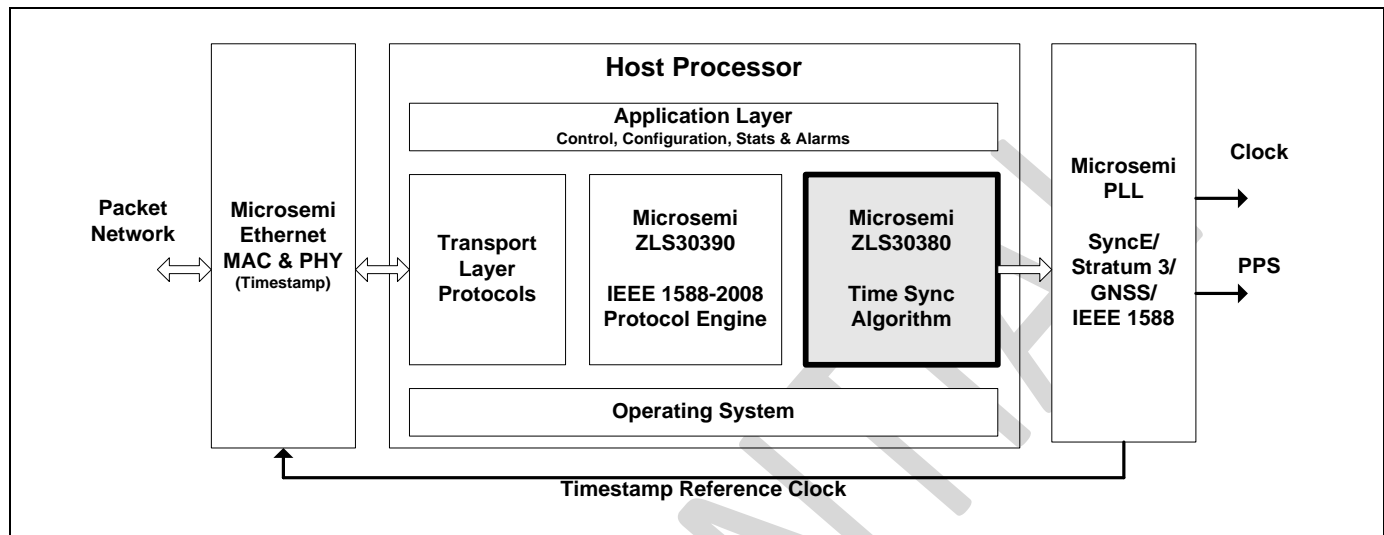 Host Processor
Application Layer
Control, Configuration, Stats & Alarms
Packet
Network
Microsemi
Ethernet
MAC & PHY
(Timestamp)
Transport
Layer
Protocols
Microsemi
ZLS30390
IEEE 1588-2008
Protocol Engine
Microsemi
ZLS30380
Time Sync
Algorithm
Microsemi
PLL
SyncE/
Stratum 3/
GNSS/
IEEE 1588
Clock
PPS
Operating System
Timestamp Reference Clock